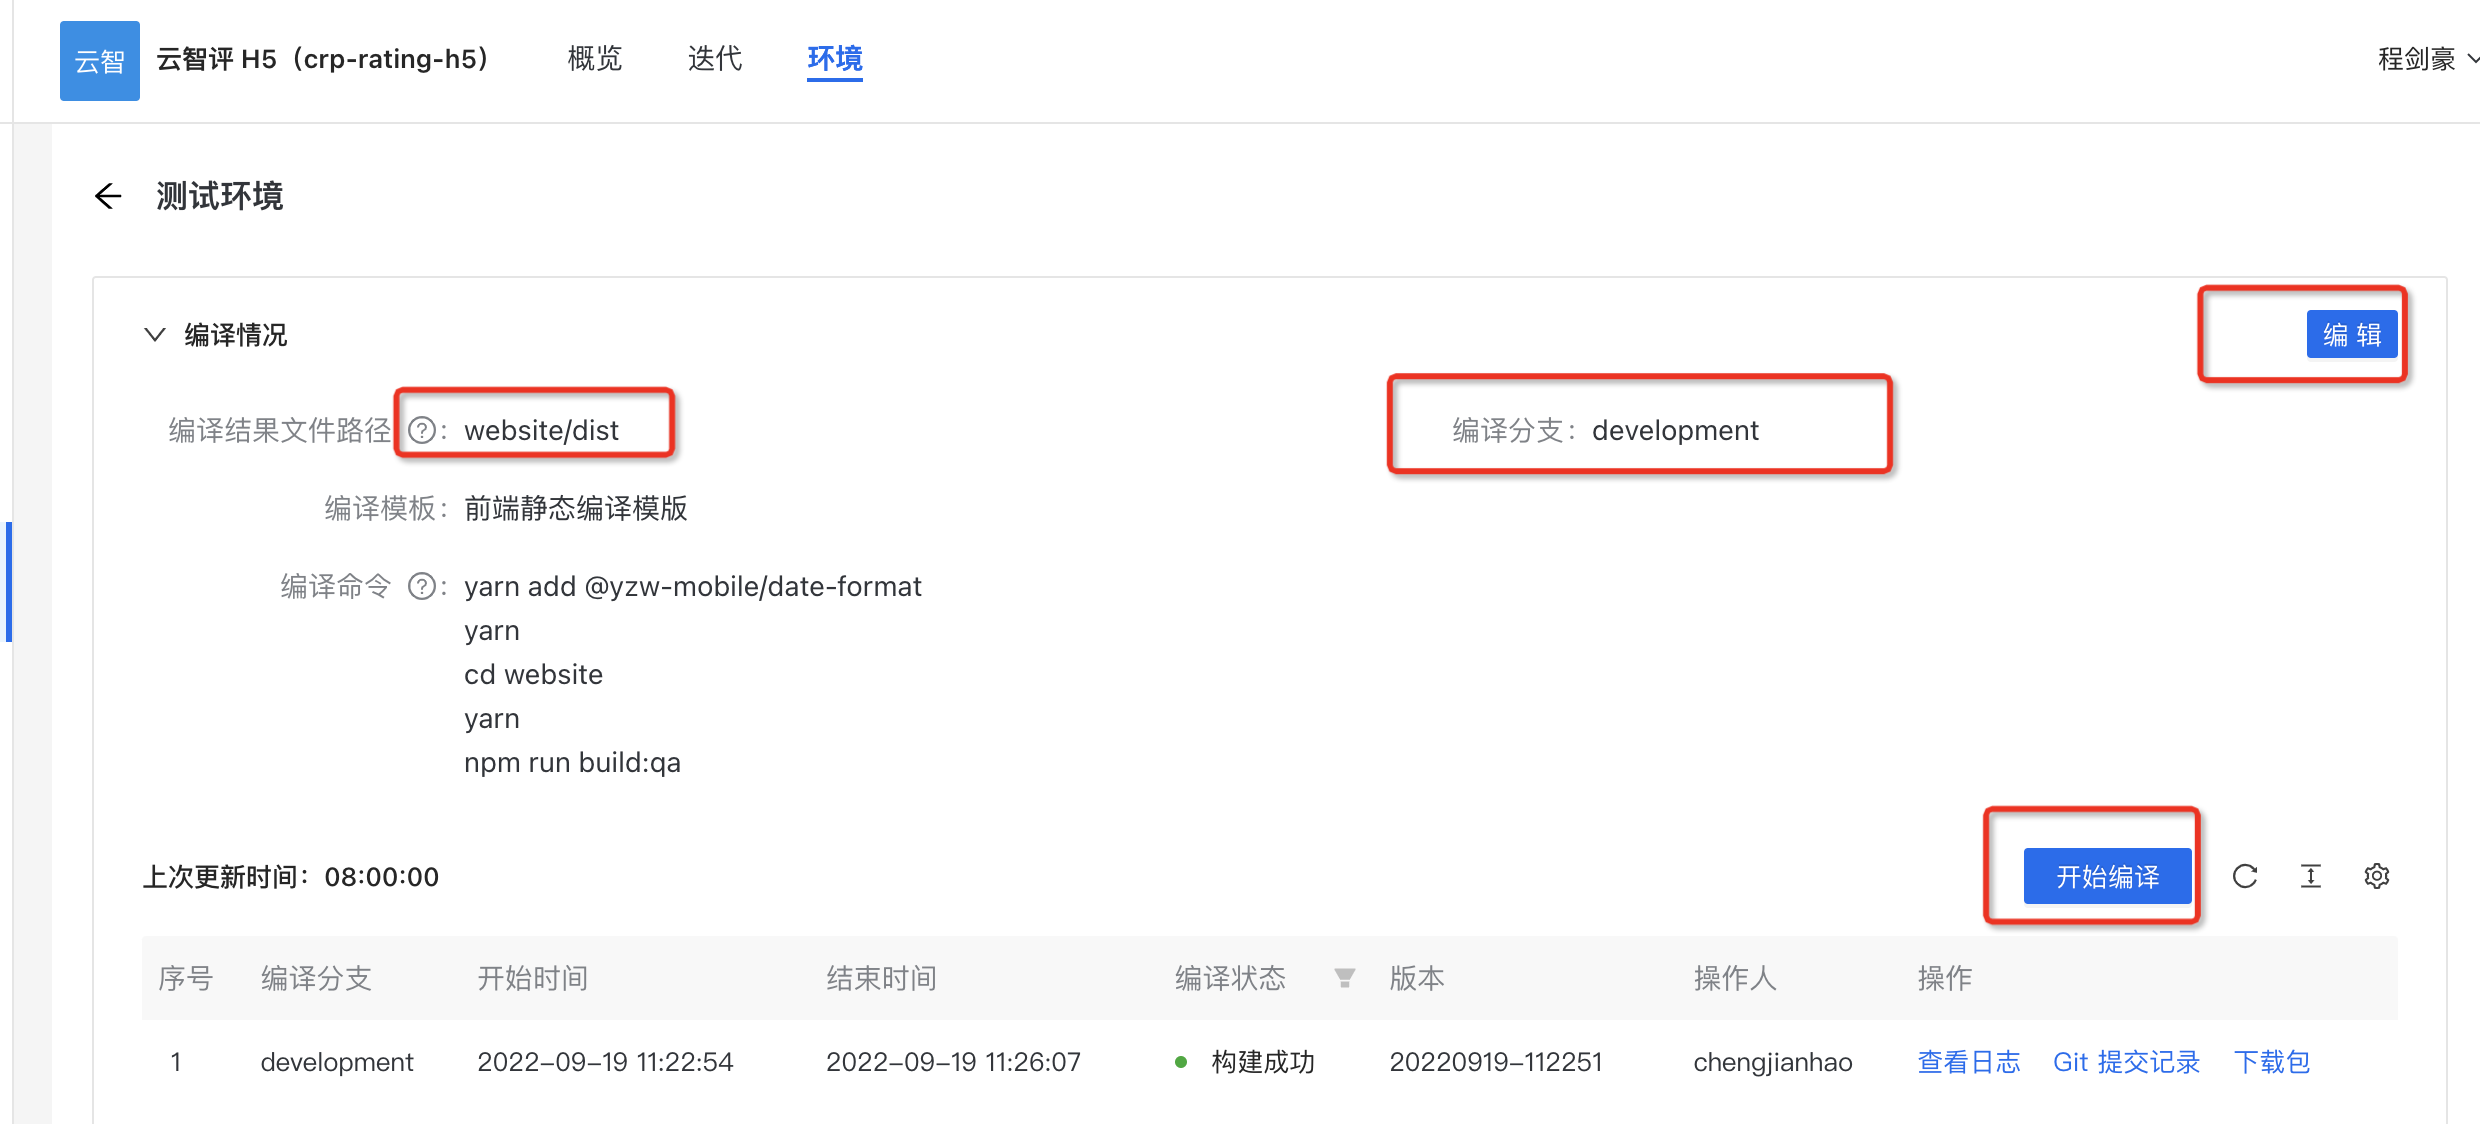 云智 云智评 H5（crp-rating-h5） 概览 迭代 环境 程剑豪
测试环境
编译情况 编 辑
编译结果文件路径 ?： website/dist 编译分支： development
编译模板： 前端静态编译模版
编译命令 ?： yarn add @yzw-mobile/date-format
yarn
cd website
yarn
npm run build:qa
上次更新时间：08:00:00 开始编译
序号 编译分支 开始时间 结束时间 编译状态 版本 操作人 操作
1 development 2022-09-19 11:22:54 2022-09-19 11:26:07 构建成功 20220919-112251 chengjianhao 查看日志 Git 提交记录 下载包